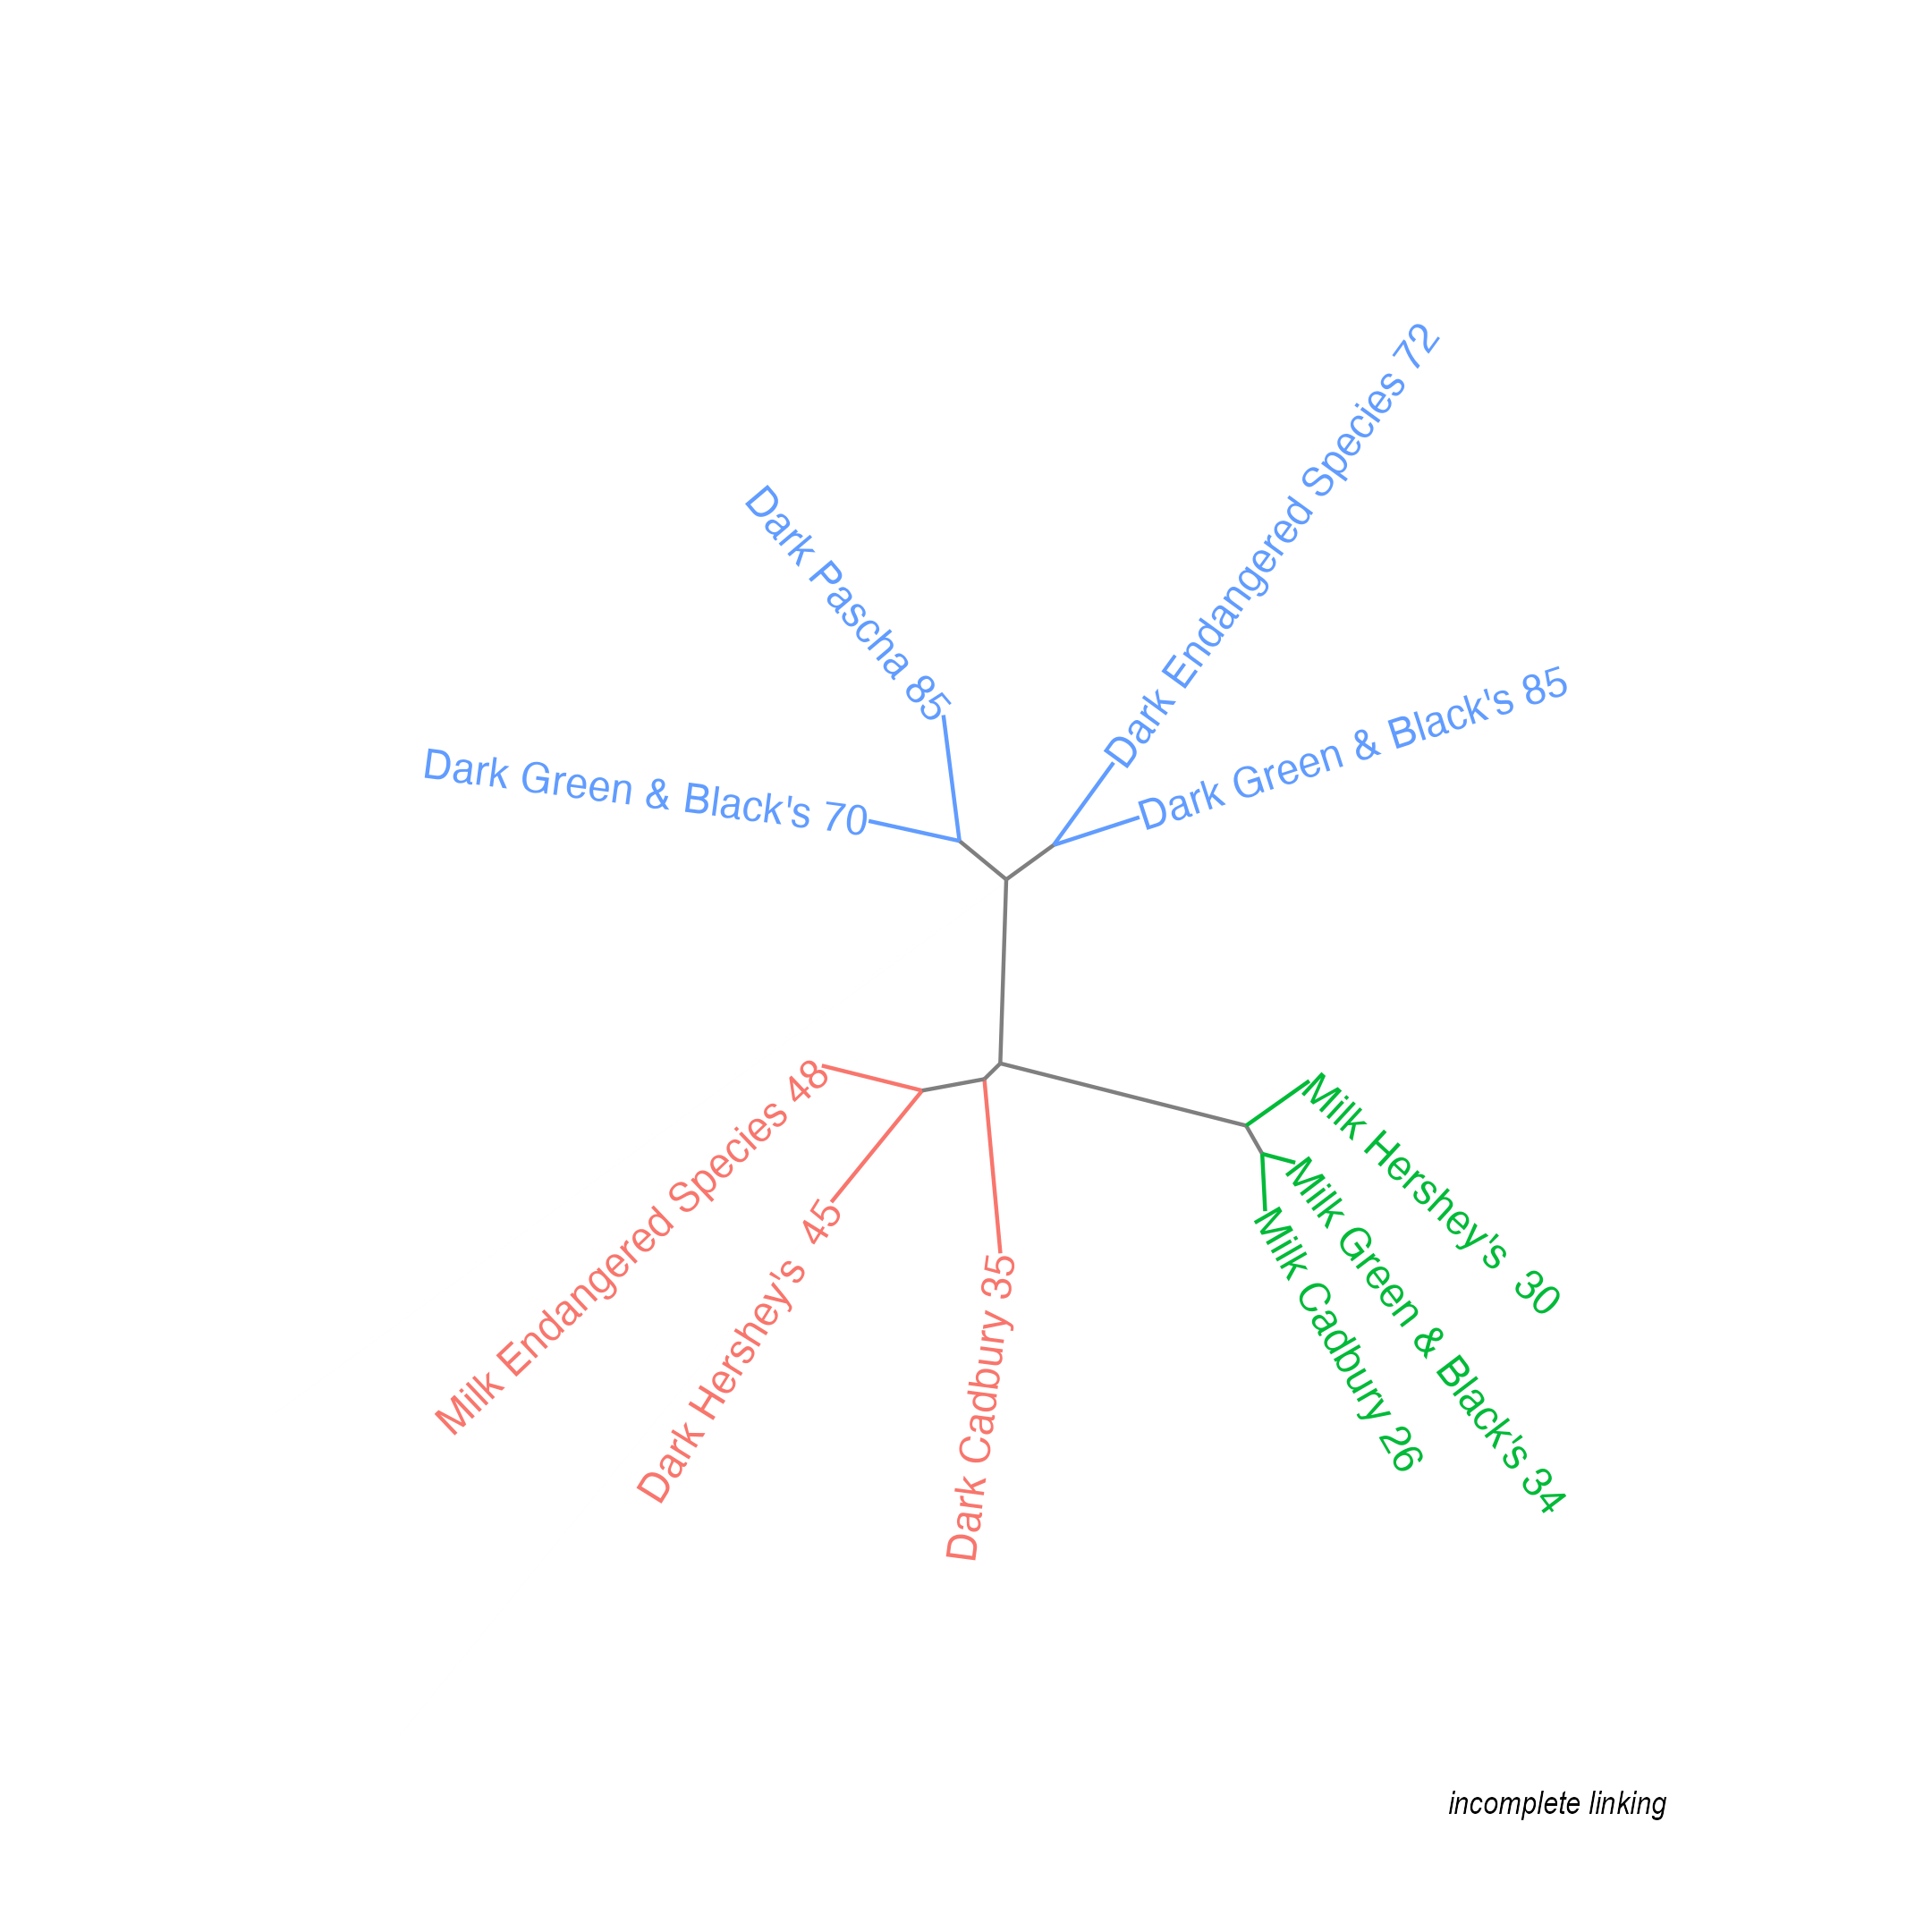 Dark Endangered Species 72
Dark Pascha 85
Dark Green & Black's 85
Dark Green & Black's 70
Milk Endangered Species 48
Milk Hershey's 30
Milk Green & Black's 34
Dark Hershey's 45
Milk Cadbury 26
Dark Cadbury 35
incomplete linking